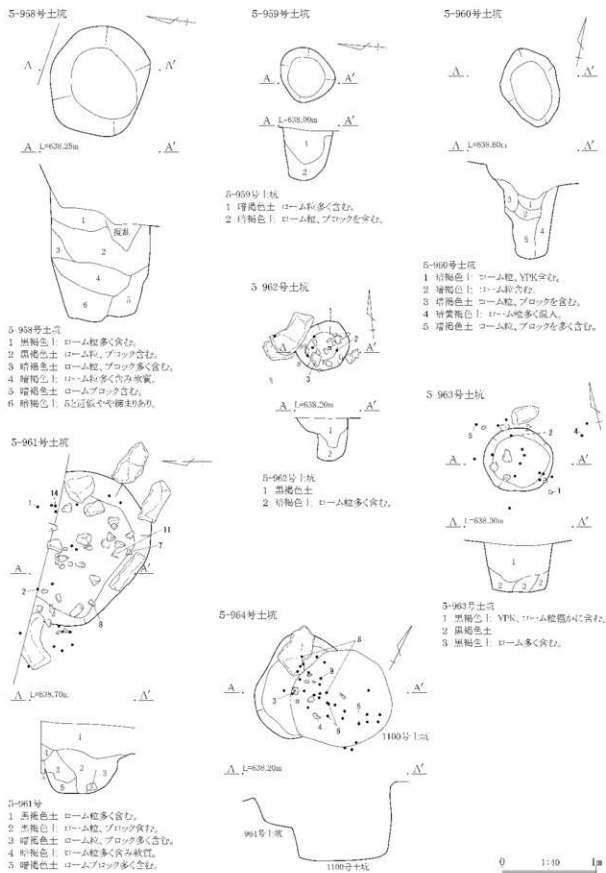 5-958号土坑
A
A′
A L=638.25m A′
1
撹乱
2
3
4
5
6
5-958号土坑
1 黒褐色土 ローム粒多く含む。
2 黒褐色土 ローム粒、ブロック含む。
3 暗褐色土 ローム粒、ブロック多く含む。
4 暗褐色土 ローム粒多く含み軟質。
5 暗褐色土 ロームブロック含む。
6 暗褐色土 5と近似やや締まりあり。
5-959号土坑
A A′
A L=638.00m A′
1
2
5-959号土坑
1 暗褐色土 ローム粒多く含む。
2 暗褐色土 ローム粒、ブロックを含む。
5-960号土坑
A A′
A A′
3 1
2
4
5
5-960号土坑
1 暗褐色土 ローム粒、YPK含む。
2 暗褐色土 ローム粒含む。
3 暗褐色土 ローム粒、ブロックを含む。
4 暗黄褐色土 ローム粒多く混入。
5 暗褐色土 ローム粒、ブロックを多く含む。
5-961号土坑
14
1
11
7
A A′
2
8
A L=638.70m A′
1
4 3 2 3
5
5-961号
1 黒褐色土 ローム粒多く含む。
2 黒褐色土 ローム粒、ブロック含む。
3 暗褐色土 ローム粒、ブロック多く含む。
4 暗褐色土 ローム粒多く含み軟質。
5 暗褐色土 ロームブロック多く含む。
5-962号土坑
A A′
2
1
3
A L=638.20m A′
1
2
5-962号土坑
1 黒褐色土
2 暗褐色土 ローム粒多く含む。
5-963号土坑
5 2 4
A A′
1
A L=638.30m A′
1
2 3 2
5-963号土坑
1 黒褐色土 YPK、ローム粒僅かに含む。
2 黒褐色土
3 黒褐色土 ローム多く含む。
5-964号土坑
8
9
A A′
3
4
6
1100号土坑
A L=638.20m A′
964号土坑
1100号土坑
0 1:40 1m